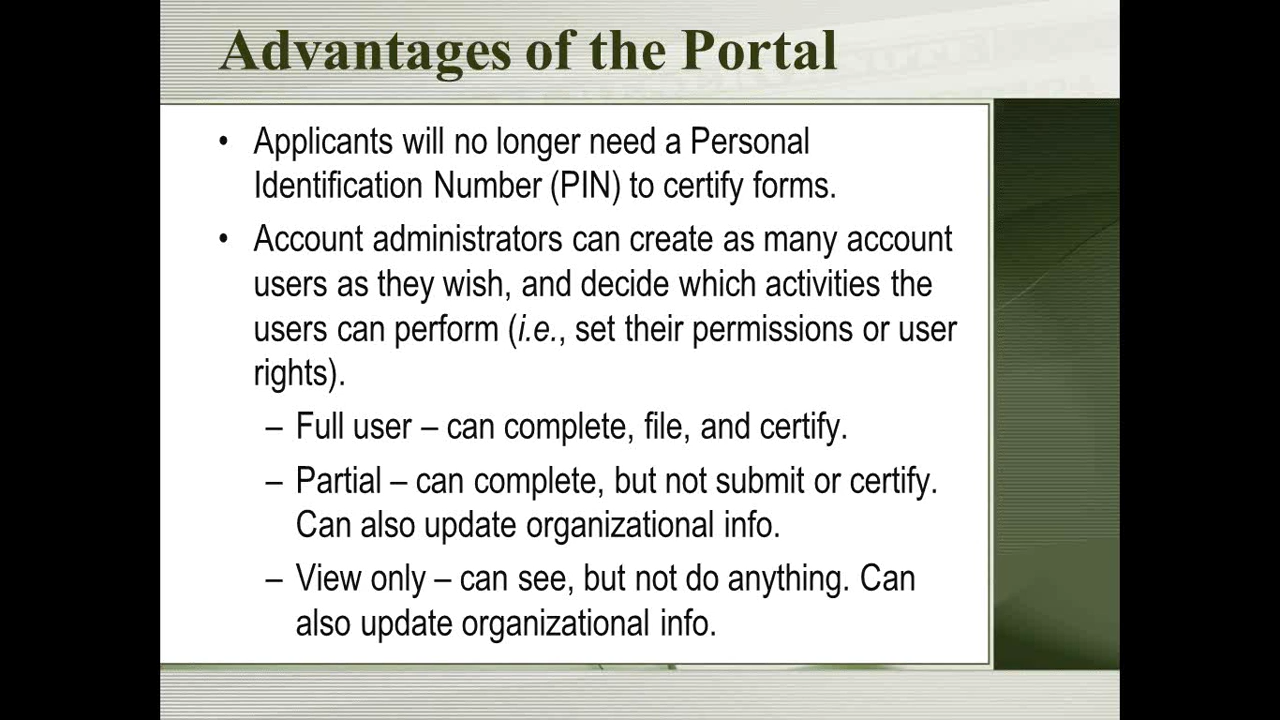 Advantages of the Portal
• Applicants will no longer need a Personal
Identification Number (PIN) to certify forms.
• Account administrators can create as many account
users as they wish, and decide which activities the
users can perform (i.e., set their permissions or user
rights).
– Full user – can complete, file, and certify.
– Partial – can complete, but not submit or certify.
Can also update organizational info.
– View only – can see, but not do anything. Can
also update organizational info.